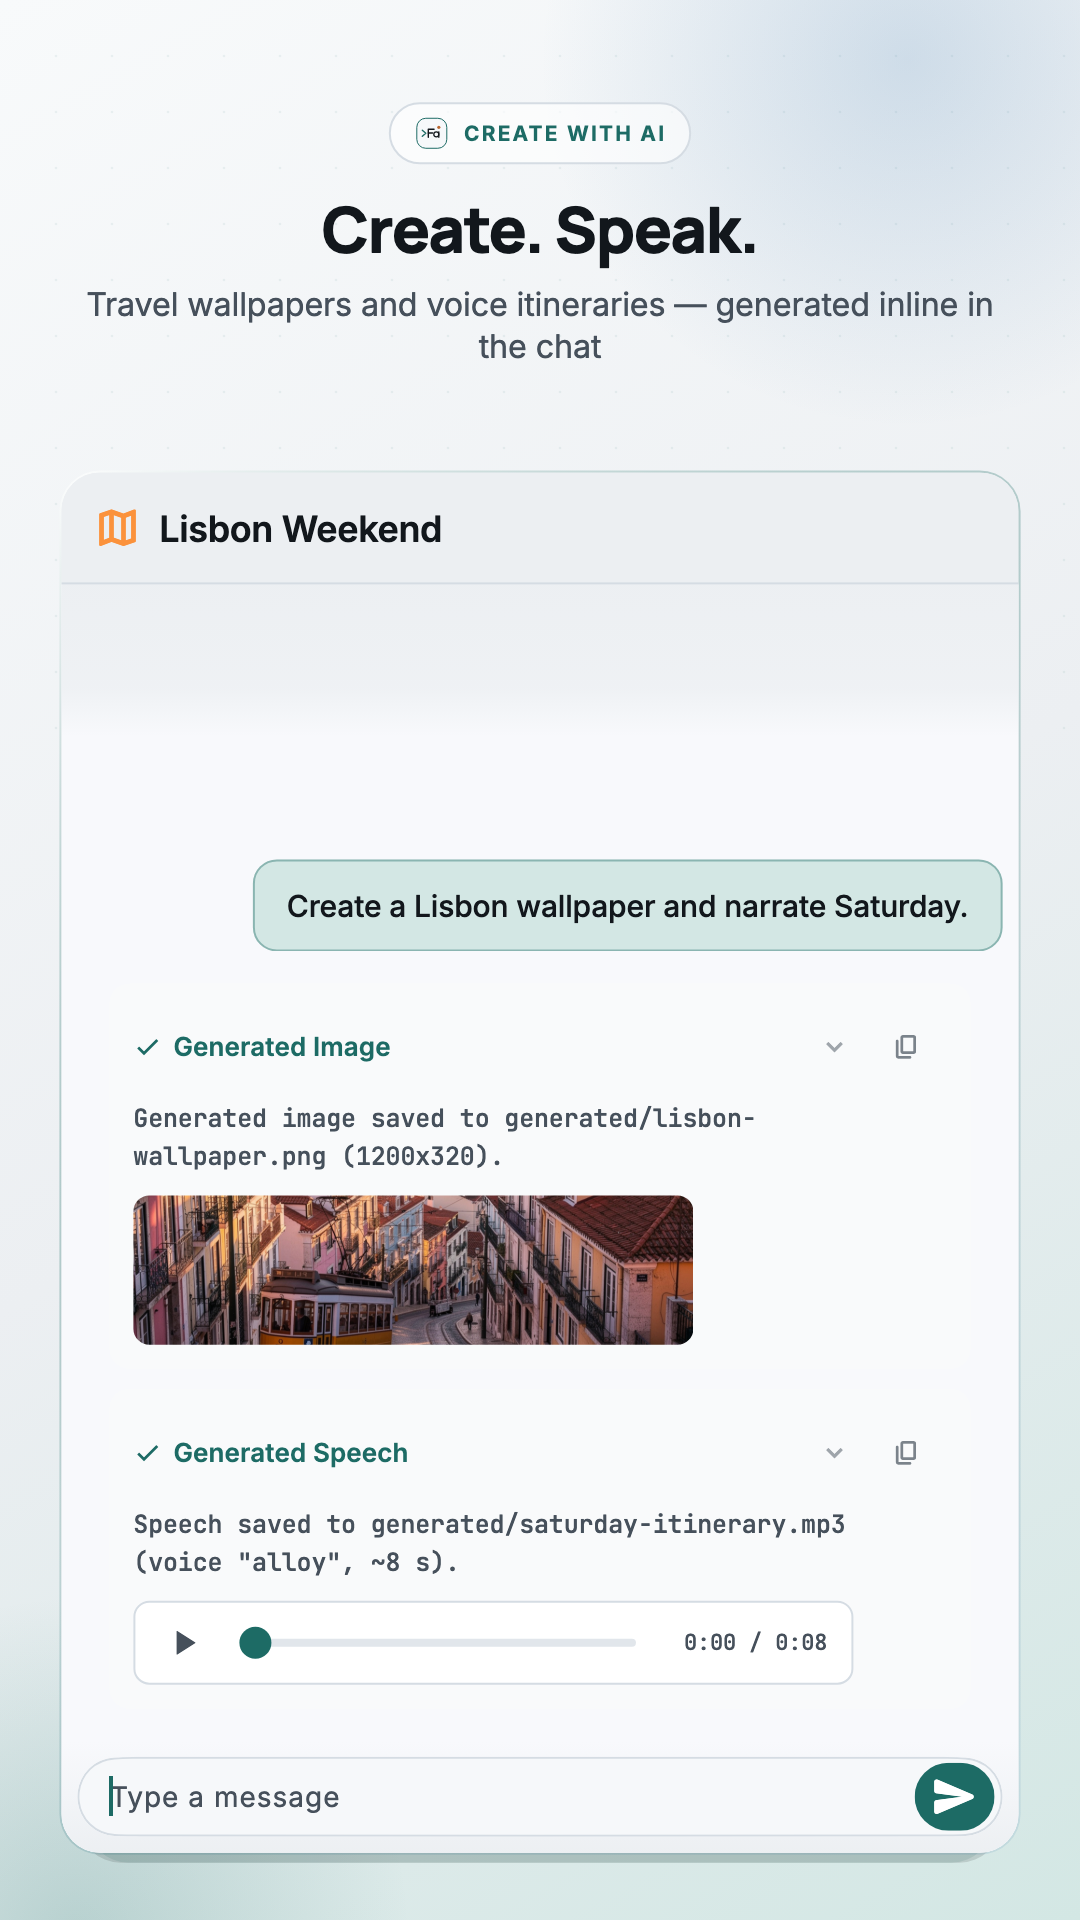 >Fa CREATE WITH AI
Create. Speak.
Travel wallpapers and voice itineraries — generated inline in
the chat
Lisbon Weekend
Create a Lisbon wallpaper and narrate Saturday.
Generated Image
Generated image saved to generated/lisbon-
wallpaper.png (1200x320).
Generated Speech
Speech saved to generated/saturday-itinerary.mp3
(voice "alloy", ~8 s).
0:00 / 0:08
Type a message